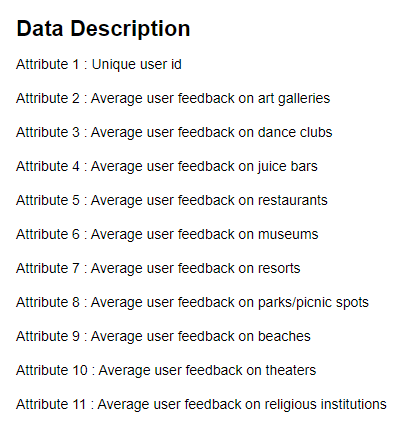 Data Description
Attribute 1 : Unique user id
Attribute 2 : Average user feedback on art galleries
Attribute 3 : Average user feedback on dance clubs
Attribute 4 : Average user feedback on juice bars
Attribute 5 : Average user feedback on restaurants
Attribute 6 : Average user feedback on museums
Attribute 7 : Average user feedback on resorts
Attribute 8 : Average user feedback on parks/picnic spots
Attribute 9 : Average user feedback on beaches
Attribute 10 : Average user feedback on theaters
Attribute 11 : Average user feedback on religious institutions